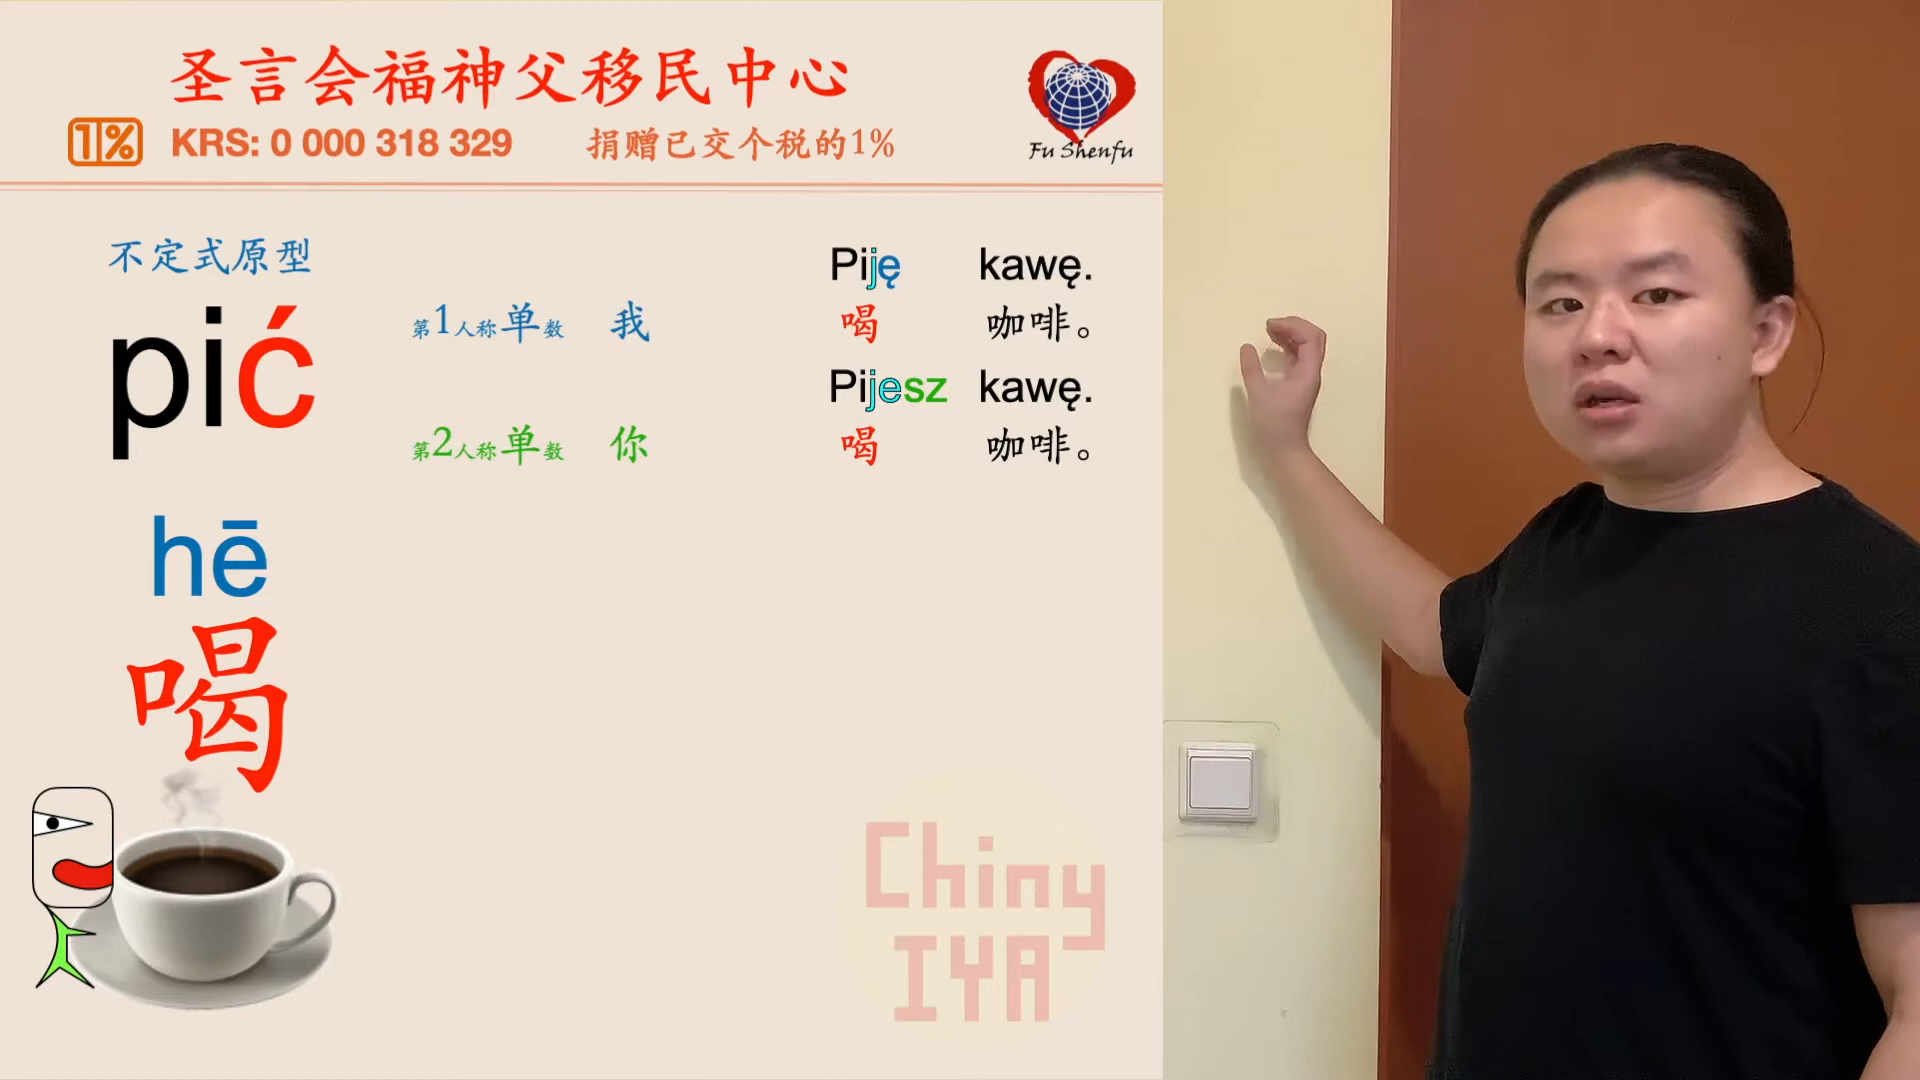 圣言会福神父移民中心
1% KRS: 0 000 318 329 捐赠已交个税的1%
Fu Shenfu
不定式原型
pić
hē
喝
第1人称单数 我
Piję kawę.
喝 咖啡。
第2人称单数 你
Pijesz kawę.
喝 咖啡。
Chiny
IYA